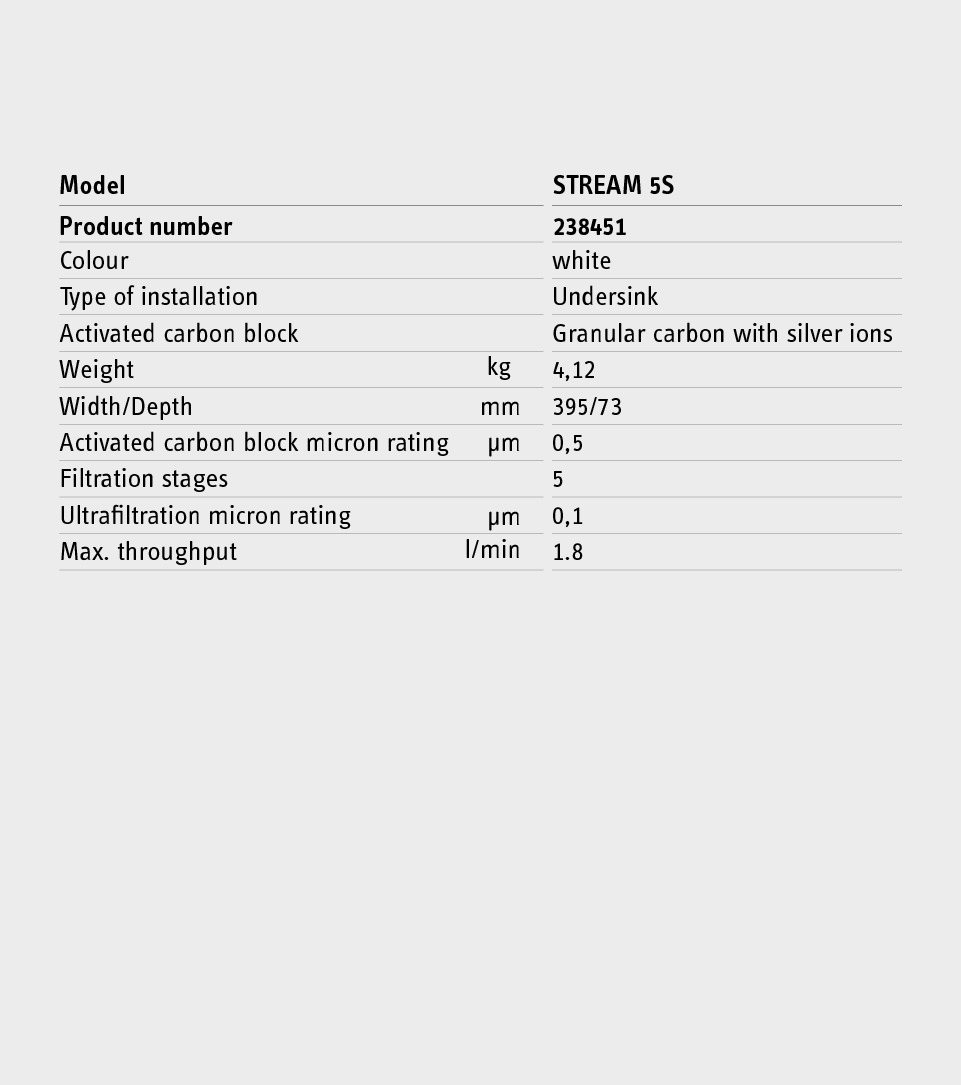 Model STREAM 5S
Product number 238451
Colour white
Type of installation Undersink
Activated carbon block Granular carbon with silver ions
Weight kg 4,12
Width/Depth mm 395/73
Activated carbon block micron rating µm 0,5
Filtration stages 5
Ultrafiltration micron rating µm 0,1
Max. throughput l/min 1.8